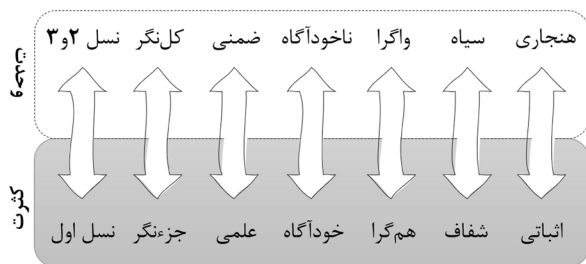 هنجاری سیاه واگرا ناخودآگاه ضمنی کل‌نگر نسل ۲و۳
وحدت
کثرت
اثباتی شفاف هم‌گرا خودآگاه علمی جزءنگر نسل اول